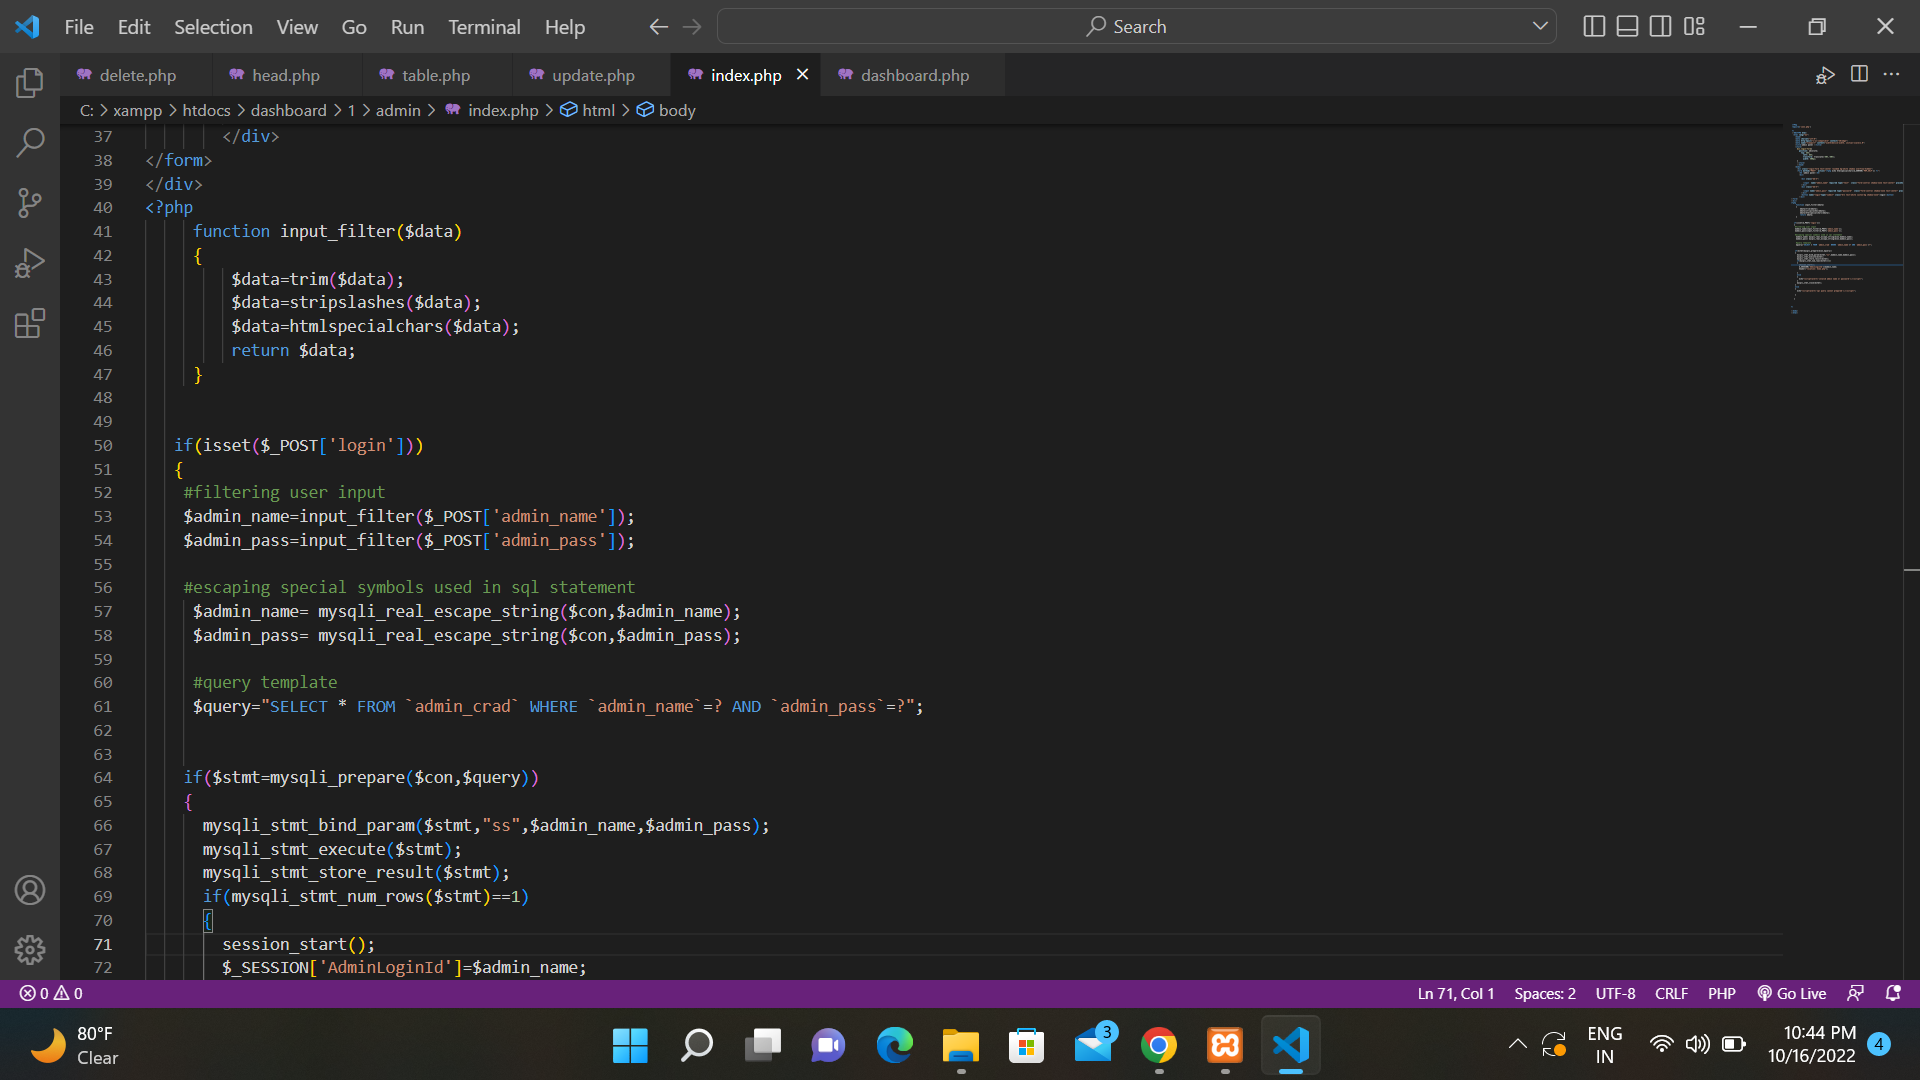 File Edit Selection View Go Run Terminal Help Search
delete.php head.php table.php update.php index.php dashboard.php
C: > xampp > htdocs > dashboard > 1 > admin > index.php > html > body
37 </div>
38 </form>
39 </div>
40 <?php
41 function input_filter($data)
42 {
43 $data=trim($data);
44 $data=stripslashes($data);
45 $data=htmlspecialchars($data);
46 return $data;
47 }
48
49
50 if(isset($_POST['login']))
51 {
52 #filtering user input
53 $admin_name=input_filter($_POST['admin_name']);
54 $admin_pass=input_filter($_POST['admin_pass']);
55
56 #escaping special symbols used in sql statement
57 $admin_name= mysqli_real_escape_string($con,$admin_name);
58 $admin_pass= mysqli_real_escape_string($con,$admin_pass);
59
60 #query template
61 $query="SELECT * FROM `admin_crad` WHERE `admin_name`=? AND `admin_pass`=?";
62
63
64 if($stmt=mysqli_prepare($con,$query))
65 {
66 mysqli_stmt_bind_param($stmt,"ss",$admin_name,$admin_pass);
67 mysqli_stmt_execute($stmt);
68 mysqli_stmt_store_result($stmt);
69 if(mysqli_stmt_num_rows($stmt)==1)
70 {
71 session_start();
72 $_SESSION['AdminLoginId']=$admin_name;
0 0 Ln 71, Col 1 Spaces: 2 UTF-8 CRLF PHP Go Live
80°F
Clear
3
ENG
IN
10:44 PM
10/16/2022
4